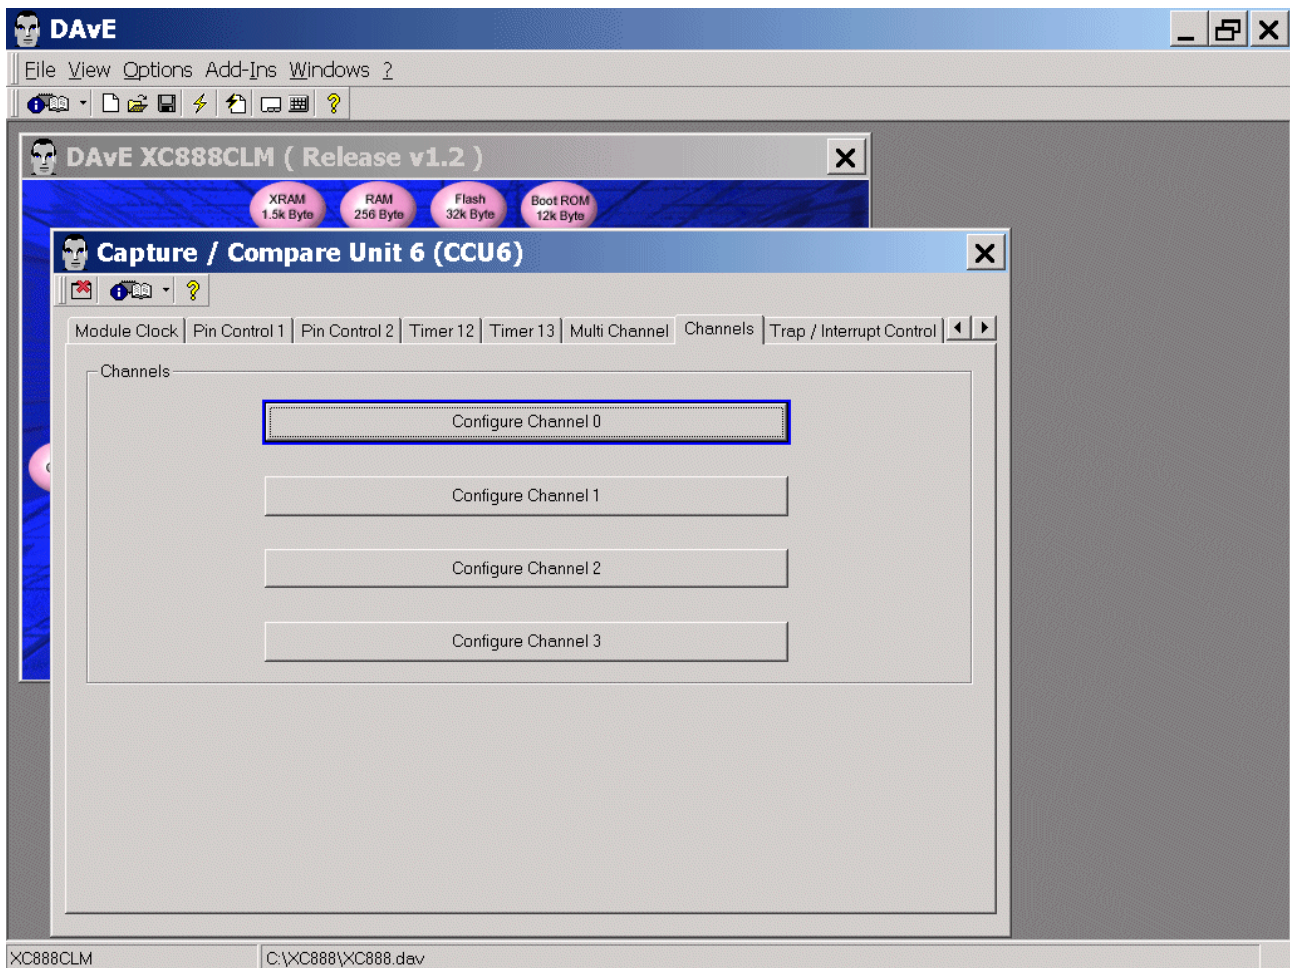 DAvE
File View Options Add-Ins Windows ?
DAvE XC888CLM ( Release v1.2 )
XRAM
1.5k Byte
RAM
256 Byte
Flash
32k Byte
Boot ROM
12k Byte
Capture / Compare Unit 6 (CCU6)
Module Clock Pin Control 1 Pin Control 2 Timer 12 Timer 13 Multi Channel Channels Trap / Interrupt Control
Channels
Configure Channel 0
Configure Channel 1
Configure Channel 2
Configure Channel 3
XC888CLM C:\XC888\XC888.dav